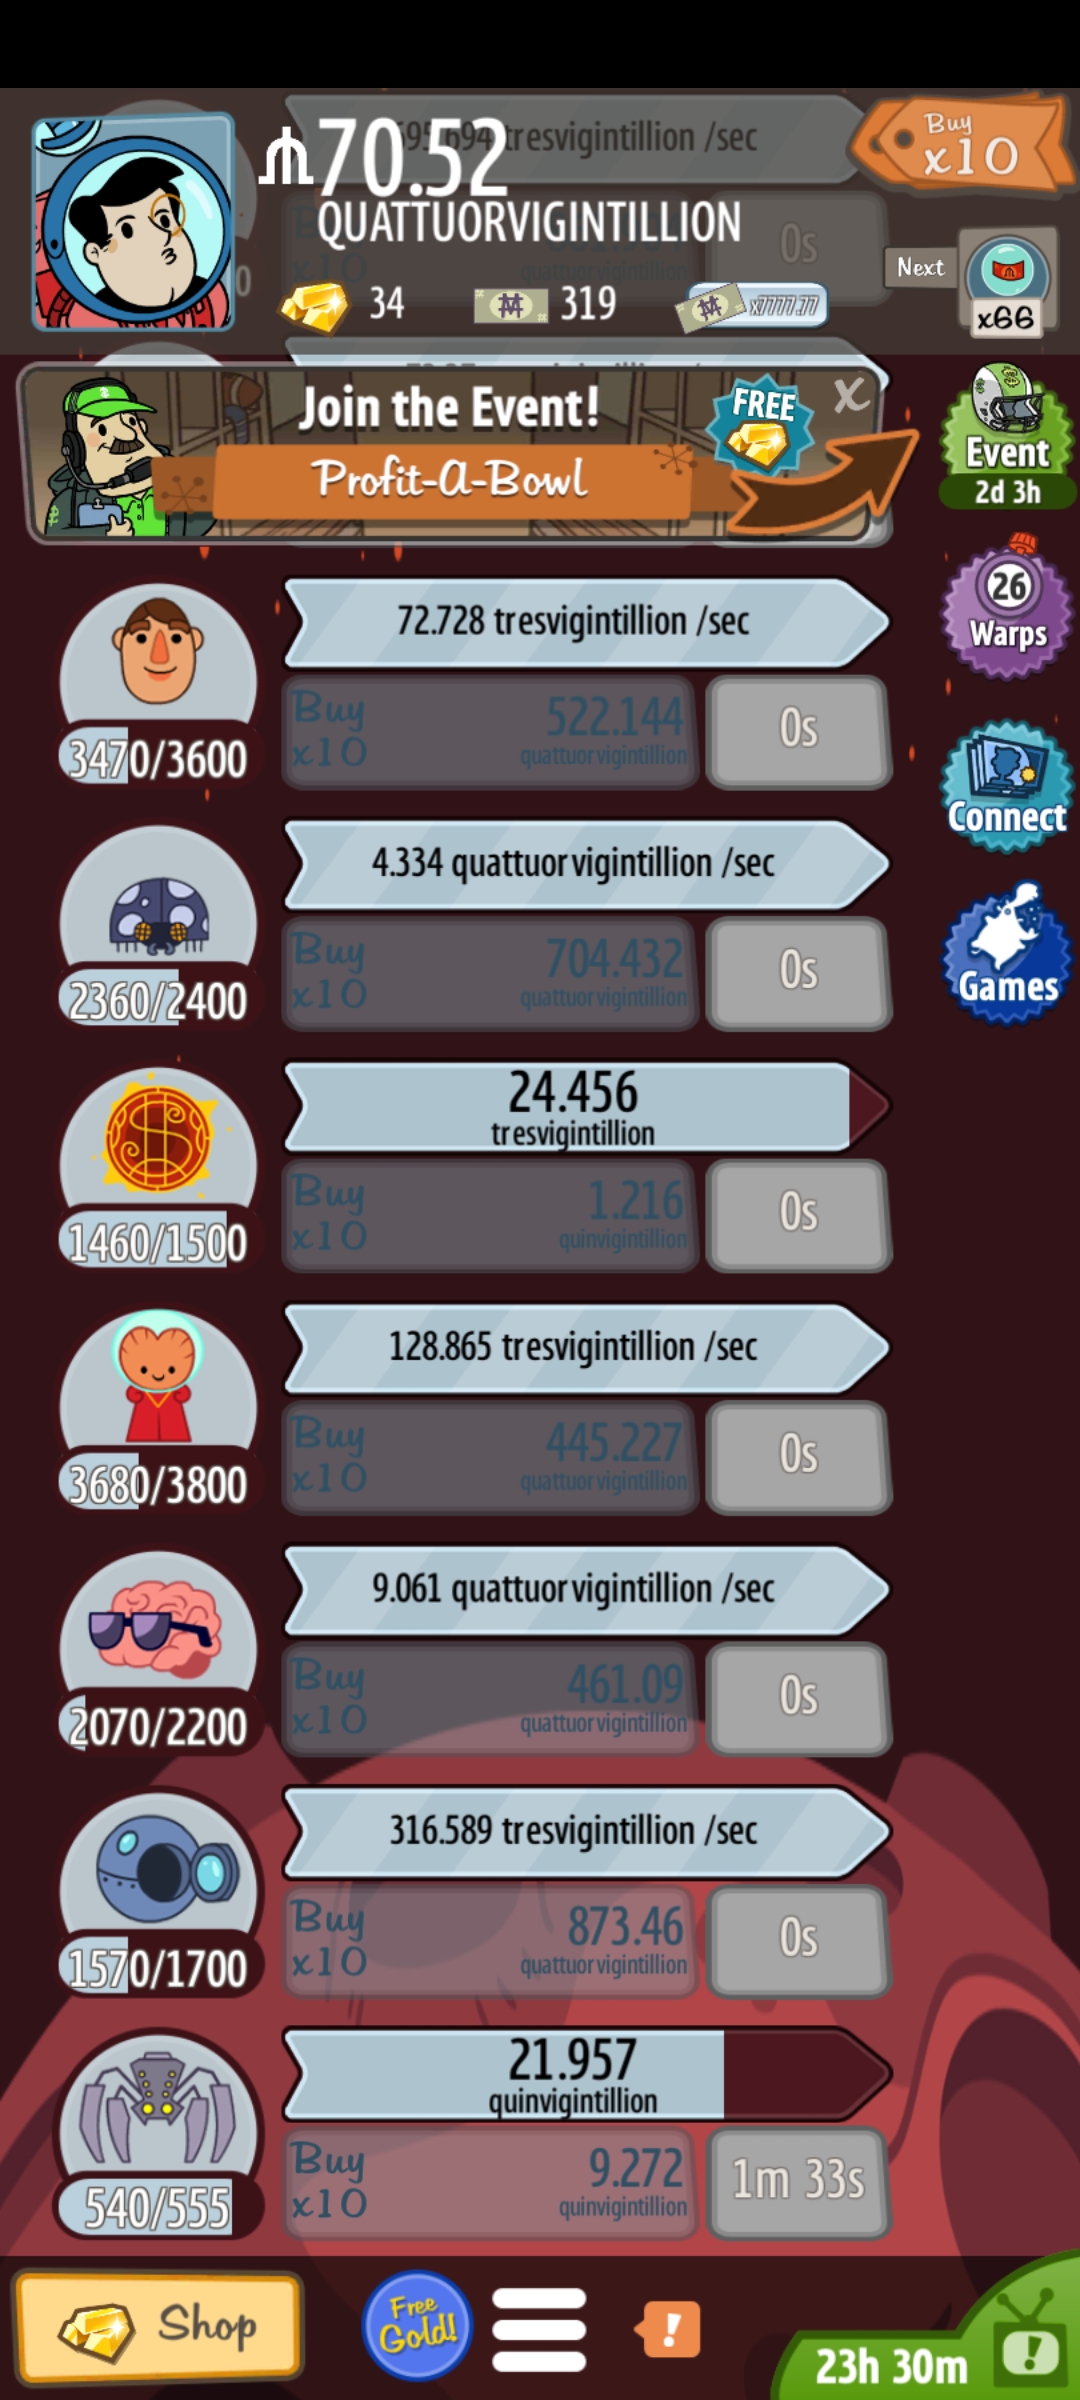 695.694 tresvigintillion /sec
70.52
QUATTUORVIGINTILLION
Buy
x10
0s
34
319
x7777.77
Next
x66
Join the Event!
FREE
X
Profit-A-Bowl
Event
2d 3h
72.728 tresvigintillion /sec
Buy
x10
522.144
quattuorvigintillion
0s
3470/3600
26
Warps
4.334 quattuorvigintillion /sec
Buy
x10
704.432
quattuorvigintillion
0s
2360/2400
Connect
Games
24.456
tresvigintillion
Buy
x10
1.216
quinvigintillion
0s
1460/1500
128.865 tresvigintillion /sec
Buy
x10
445.227
quattuorvigintillion
0s
3680/3800
9.061 quattuorvigintillion /sec
Buy
x10
461.09
quattuorvigintillion
0s
2070/2200
316.589 tresvigintillion /sec
Buy
x10
873.46
quattuorvigintillion
0s
1570/1700
21.957
quinvigintillion
Buy
x10
9.272
quinvigintillion
1m 33s
540/555
Shop
Free
Gold!
!
23h 30m
!